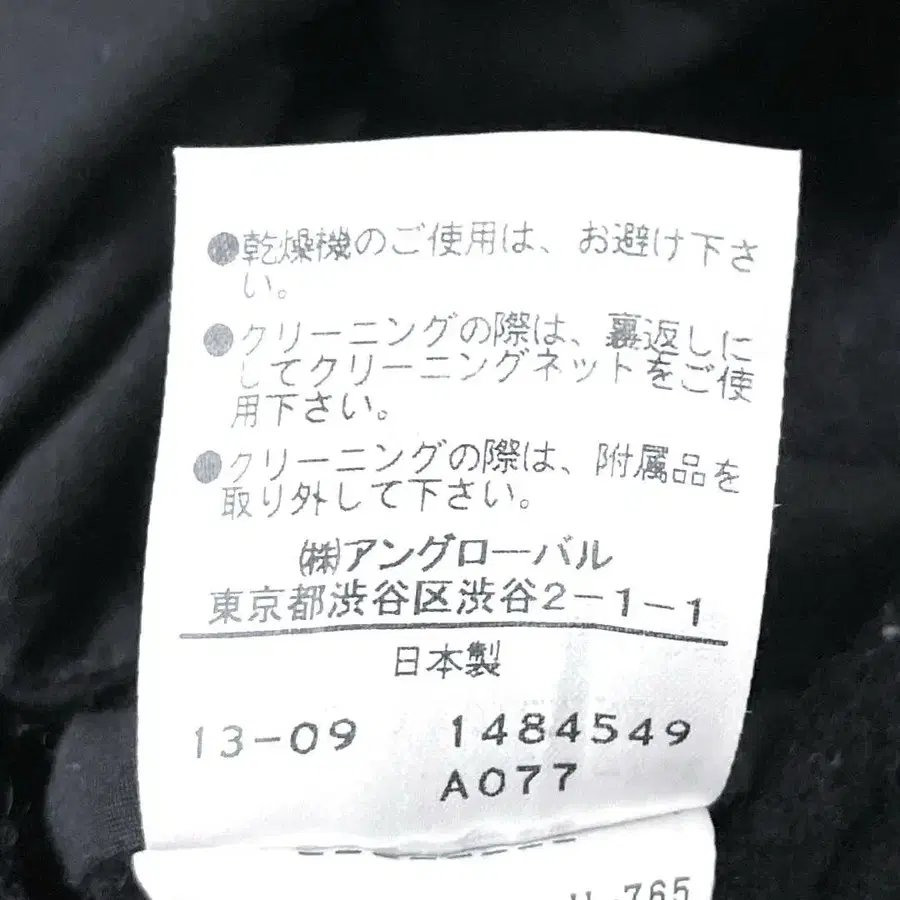 ●乾燥機のご使用は、お避け下さ
い。
●クリーニングの際は、裏返しに
してクリーニングネットをご使
用下さい。
●クリーニングの際は、附属品を
取り外して下さい。
㈱アングローバル
東京都渋谷区渋谷2-1-1
日本製
13-09 1484549
A077
765